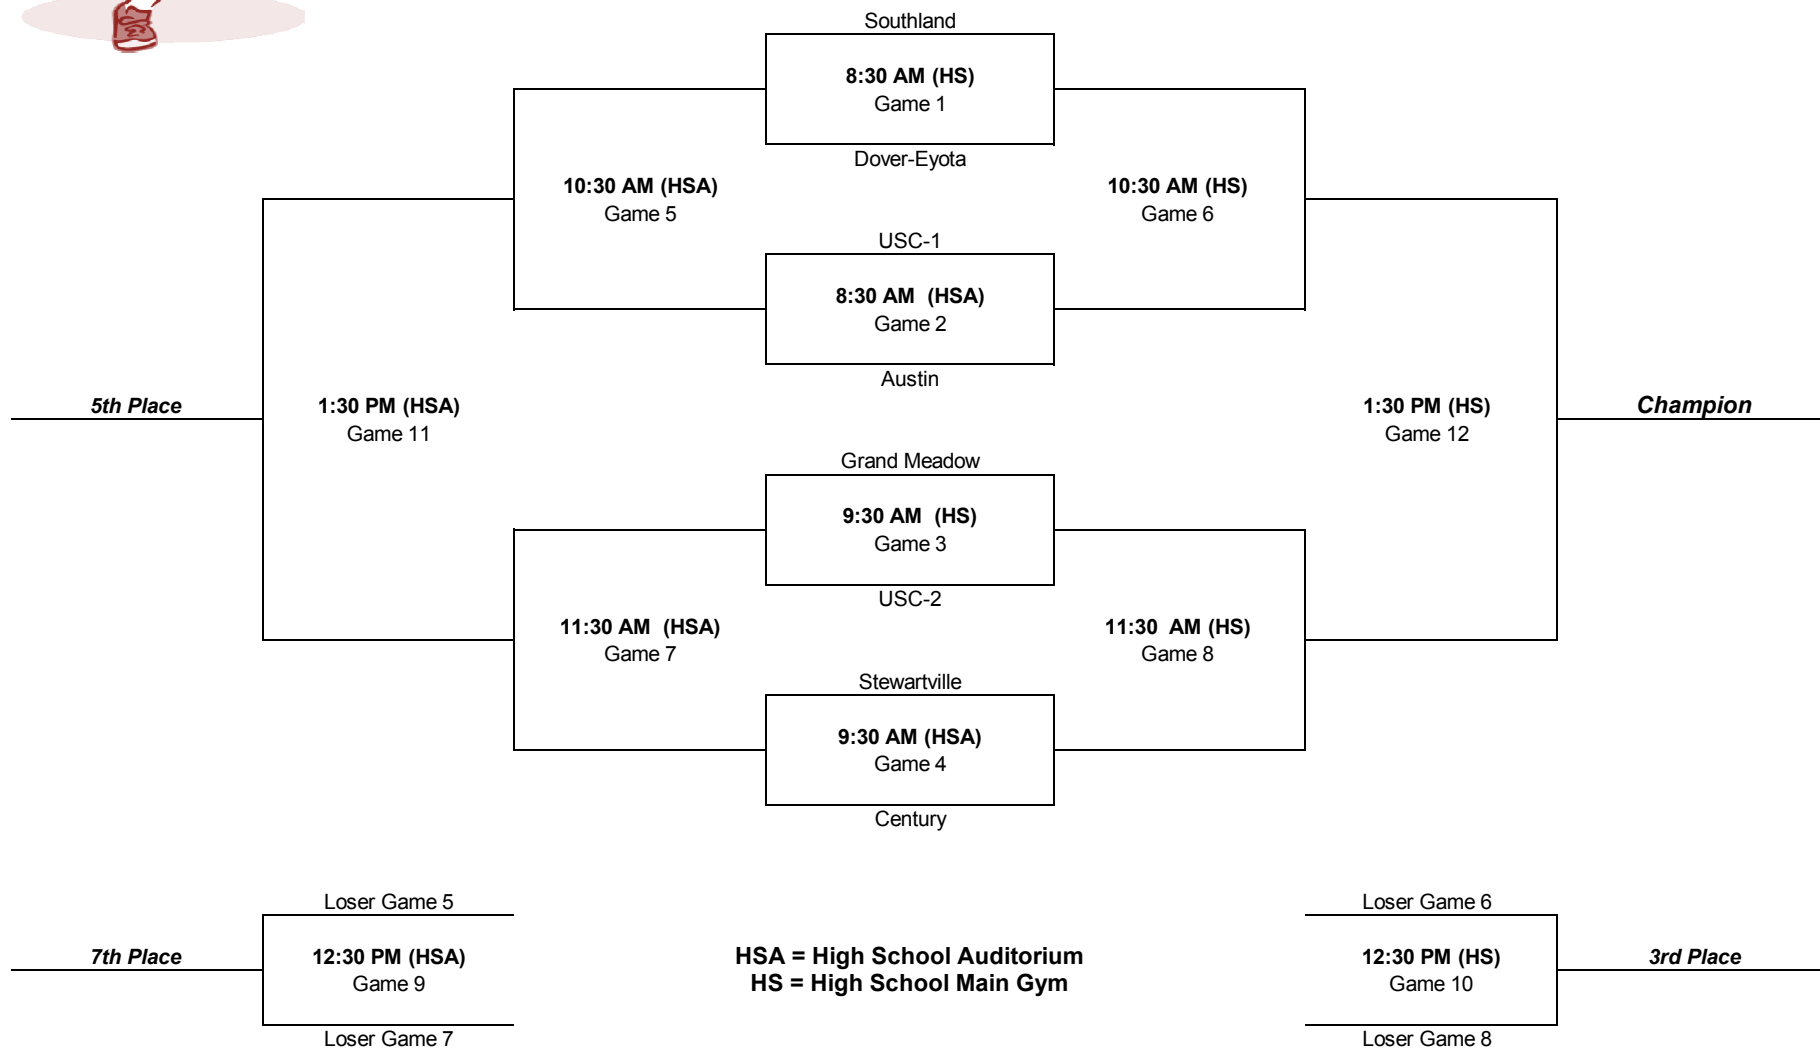 Southland
8:30 AM (HS)
Game 1
Dover-Eyota
10:30 AM (HSA)
Game 5
10:30 AM (HS)
Game 6
USC-1
8:30 AM (HSA)
Game 2
Austin
5th Place
1:30 PM (HSA)
Game 11
1:30 PM (HS)
Game 12
Champion
Grand Meadow
9:30 AM (HS)
Game 3
USC-2
11:30 AM (HSA)
Game 7
11:30 AM (HS)
Game 8
Stewartville
9:30 AM (HSA)
Game 4
Century
Loser Game 5
7th Place
12:30 PM (HSA)
Game 9
Loser Game 7
HSA = High School Auditorium
HS = High School Main Gym
Loser Game 6
12:30 PM (HS)
Game 10
3rd Place
Loser Game 8